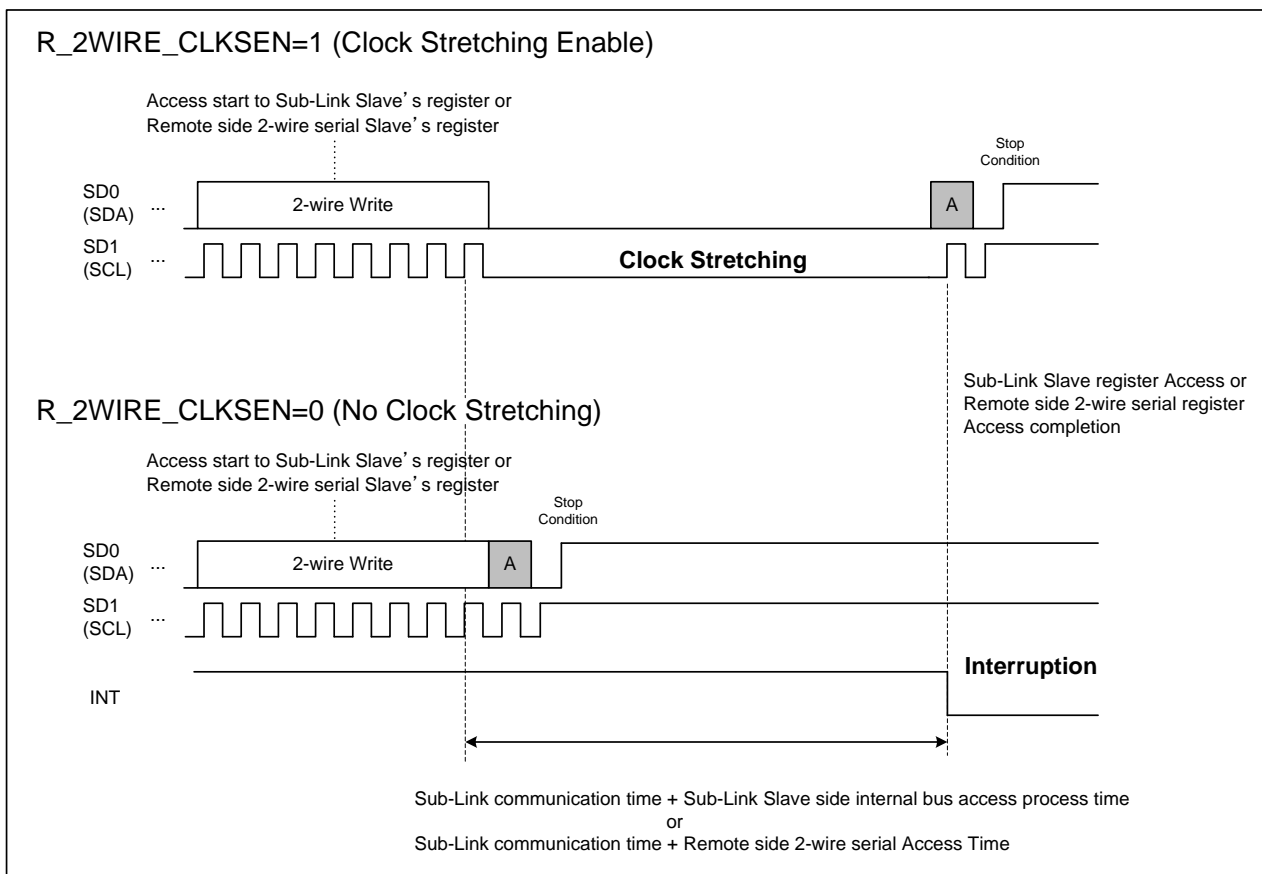 R_2WIRE_CLKSEN=1 (Clock Stretching Enable)
Access start to Sub-Link Slave's register or
Remote side 2-wire serial Slave's register
Stop
Condition
SD0
(SDA) ...
2-wire Write
A
SD1
(SCL) ...
Clock Stretching
Sub-Link Slave register Access or
Remote side 2-wire serial register
Access completion
R_2WIRE_CLKSEN=0 (No Clock Stretching)
Access start to Sub-Link Slave's register or
Remote side 2-wire serial Slave's register
Stop
Condition
SD0
(SDA) ...
2-wire Write
A
SD1
(SCL) ...
Interruption
INT
Sub-Link communication time + Sub-Link Slave side internal bus access process time
or
Sub-Link communication time + Remote side 2-wire serial Access Time